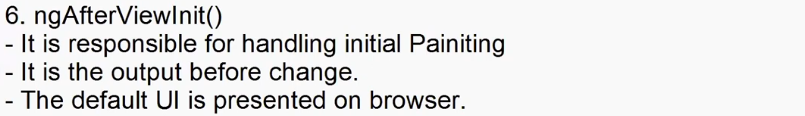 6. ngAfterViewInit()
- It is responsible for handling initial Painiting
- It is the output before change.
- The default UI is presented on browser.